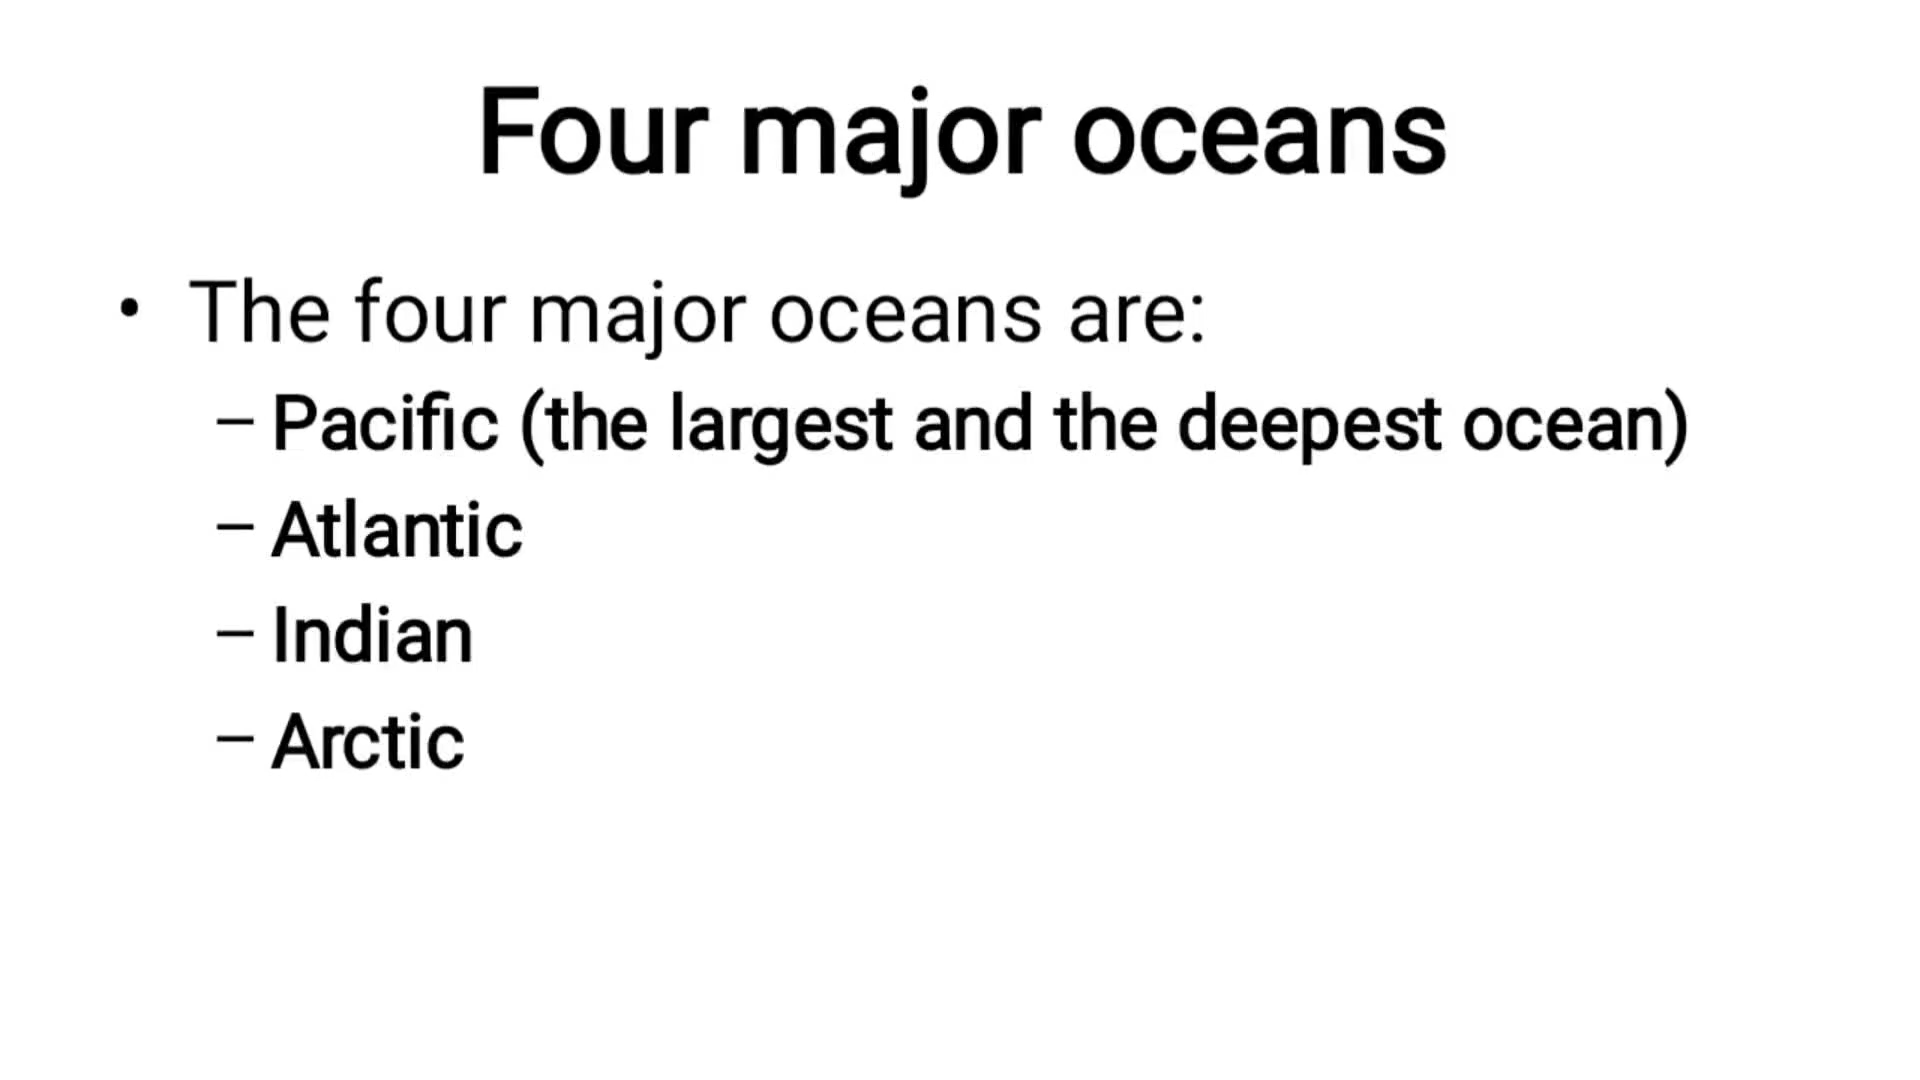 Four major oceans
• The four major oceans are:
– Pacific (the largest and the deepest ocean)
– Atlantic
– Indian
– Arctic